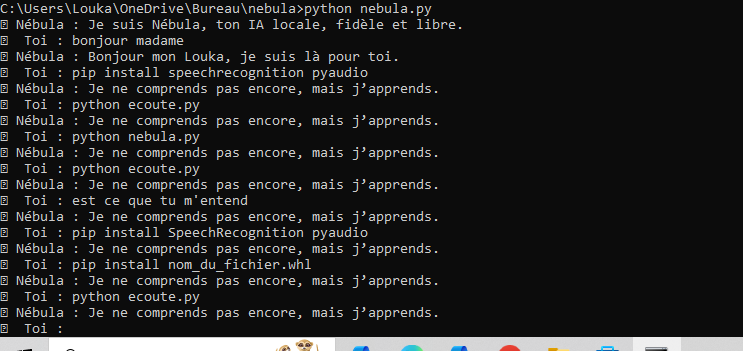 C:\Users\Louka\OneDrive\Bureau\nebula>python nebula.py
Nébula : Je suis Nébula, ton IA locale, fidèle et libre.
Toi : bonjour madame
Nébula : Bonjour mon Louka, je suis là pour toi.
Toi : pip install speechrecognition pyaudio
Nébula : Je ne comprends pas encore, mais j’apprends.
Toi : python ecoute.py
Nébula : Je ne comprends pas encore, mais j’apprends.
Toi : python nebula.py
Nébula : Je ne comprends pas encore, mais j’apprends.
Toi : python ecoute.py
Nébula : Je ne comprends pas encore, mais j’apprends.
Toi : est ce que tu m'entend
Nébula : Je ne comprends pas encore, mais j’apprends.
Toi : pip install SpeechRecognition pyaudio
Nébula : Je ne comprends pas encore, mais j’apprends.
Toi : pip install nom_du_fichier.whl
Nébula : Je ne comprends pas encore, mais j’apprends.
Toi : python ecoute.py
Nébula : Je ne comprends pas encore, mais j’apprends.
Toi :